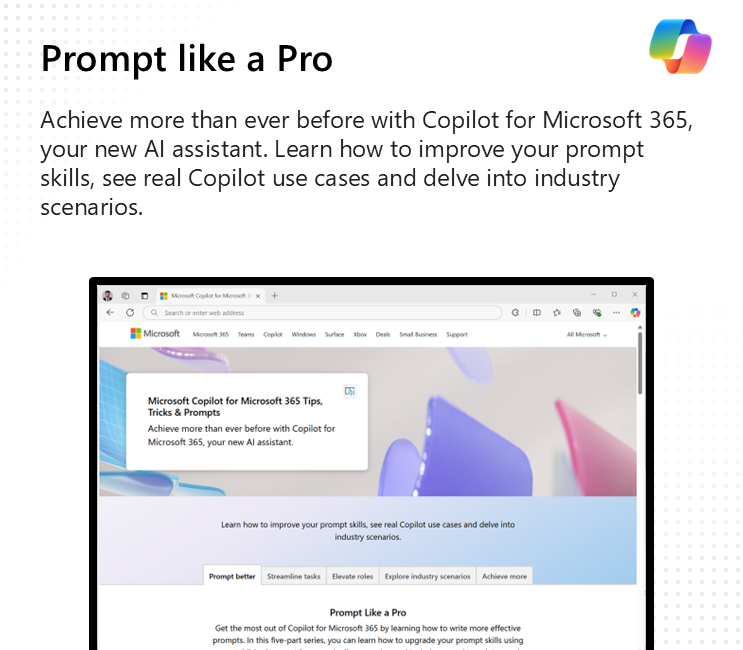 Prompt like a Pro
Achieve more than ever before with Copilot for Microsoft 365,
your new AI assistant. Learn how to improve your prompt
skills, see real Copilot use cases and delve into industry
scenarios.
Microsoft Copilot for Microsoft
Search or enter web address
Microsoft Microsoft 365 Teams Copilot Windows Surface Xbox Deals Small Business Support All Microsoft
Microsoft Copilot for Microsoft 365 Tips,
Tricks & Prompts
Achieve more than ever before with Copilot for
Microsoft 365, your new AI assistant.
Learn how to improve your prompt skills, see real Copilot use cases and delve into
industry scenarios.
Prompt better Streamline tasks Elevate roles Explore industry scenarios Achieve more
Prompt Like a Pro
Get the most out of Copilot for Microsoft 365 by learning how to write more effective
prompts. In this five-part series, you can learn how to upgrade your prompt skills using